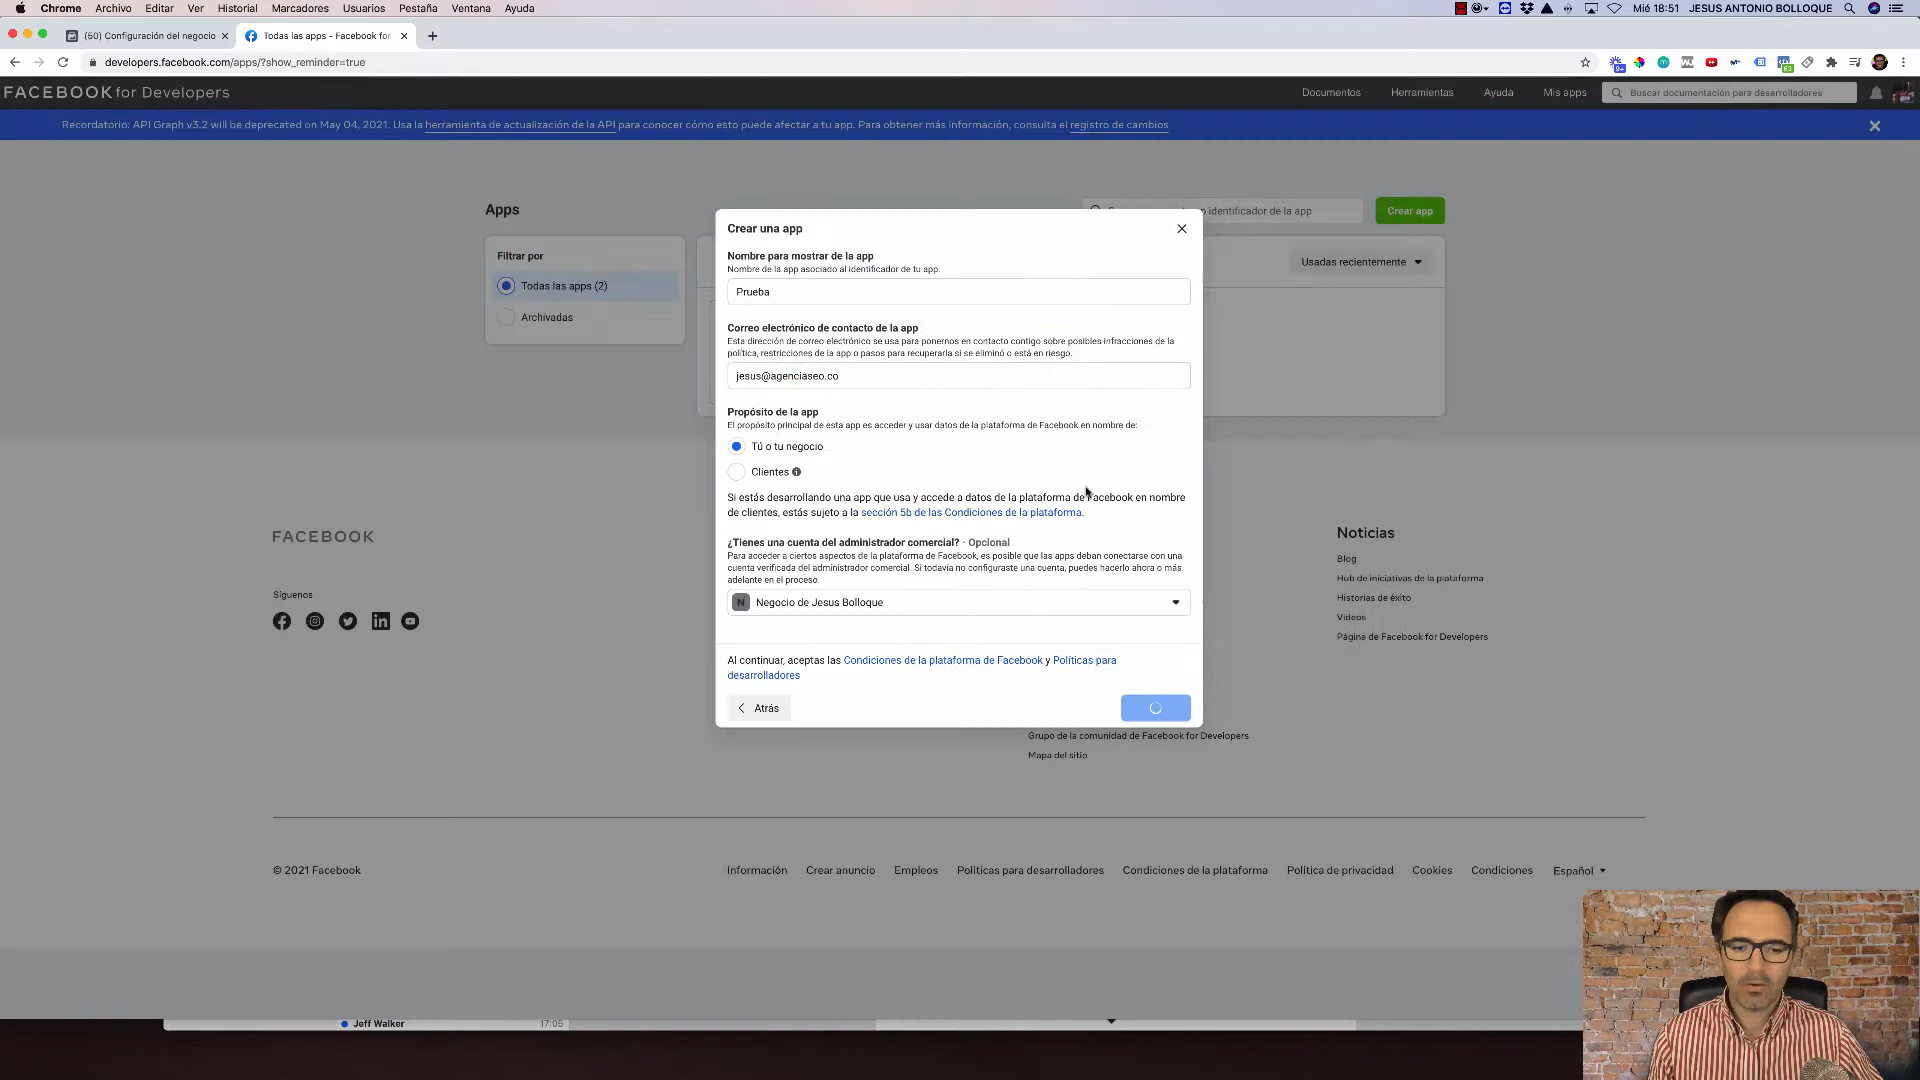 Chrome Archivo Editar Ver Historial Marcadores Usuarios Pestaña Ventana Ayuda
Mié 18:51 JESUS ANTONIO BOLLOQUE
(50) Configuración del negocio
Todas las apps - Facebook for
developers.facebook.com/apps/?show_reminder=true
FACEBOOK for Developers
Documentos Herramientas Ayuda Mis apps Buscar documentación para desarrolladores
Recordatorio: API Graph v3.2 will be deprecated on May 04, 2021. Usa la herramienta de actualización de la API para conocer cómo esto puede afectar a tu app. Para obtener más información, consulta el registro de cambios
Apps
o identificador de la app
Crear app
Filtrar por
Todas las apps (2)
Archivadas
Usadas recientemente
Crear una app
Nombre para mostrar de la app
Nombre de la app asociado al identificador de tu app.
Prueba
Correo electrónico de contacto de la app
Esta dirección de correo electrónico se usa para ponernos en contacto contigo sobre posibles infracciones de la
política, restricciones de la app o pasos para recuperarla si se eliminó o está en riesgo.
jesus@agenciaseo.co
Propósito de la app
El propósito principal de esta app es acceder y usar datos de la plataforma de Facebook en nombre de:
Tú o tu negocio
Clientes
Si estás desarrollando una app que usa y accede a datos de la plataforma de Facebook en nombre
de clientes, estás sujeto a la sección 5b de las Condiciones de la plataforma.
¿Tienes una cuenta del administrador comercial? · Opcional
Para acceder a ciertos aspectos de la plataforma de Facebook, es posible que las apps deban conectarse con una
cuenta verificada del administrador comercial. Si todavía no configuraste una cuenta, puedes hacerlo ahora o más
adelante en el proceso.
N Negocio de Jesus Bolloque
Al continuar, aceptas las Condiciones de la plataforma de Facebook y Políticas para
desarrolladores
Atrás
FACEBOOK
Síguenos
Noticias
Blog
Hub de iniciativas de la plataforma
Historias de éxito
Videos
Página de Facebook for Developers
Grupo de la comunidad de Facebook for Developers
Mapa del sitio
© 2021 Facebook
Información Crear anuncio Empleos Políticas para desarrolladores Condiciones de la plataforma Política de privacidad Cookies Condiciones Español
Jeff Walker 17:05